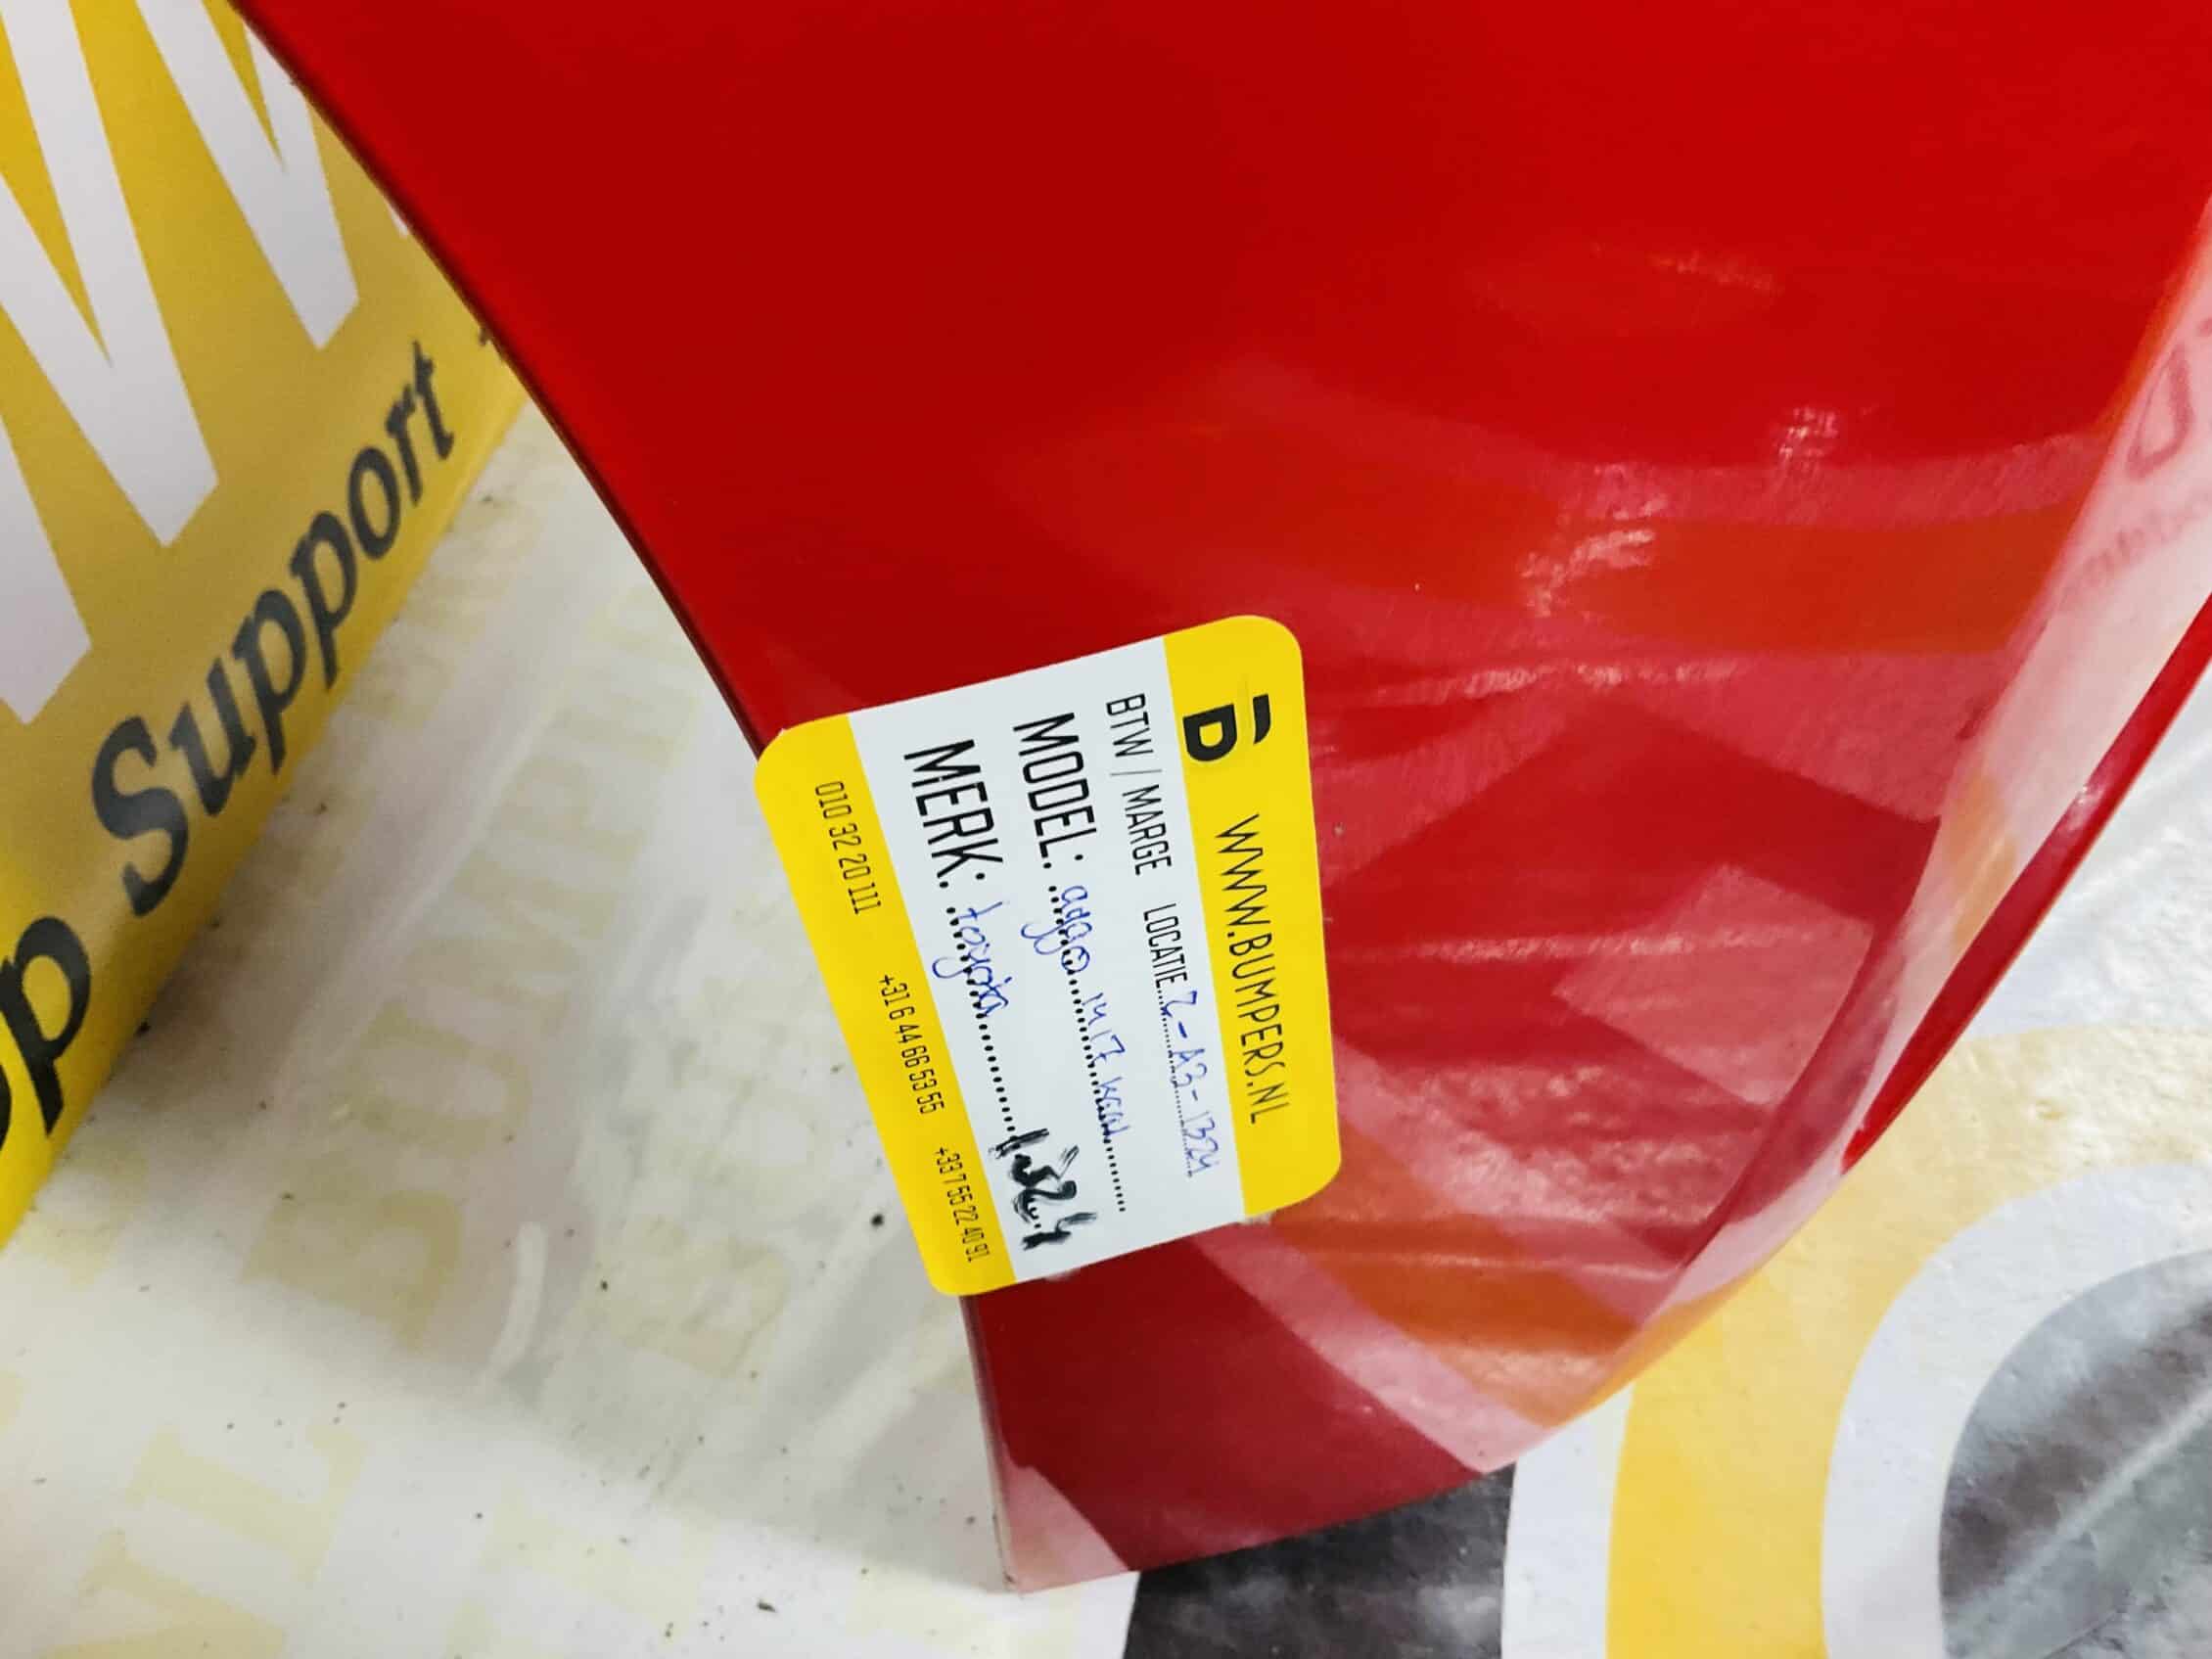 Support
WWW.BUMPERS.NL
BTW / MARGE LOCATIE 2-A3-1324
MODEL: aygo 14 17 kaal
MERK: toyota
010 32 20 111 +31 6 44 66 53 55 +33 7 55 22 40 91